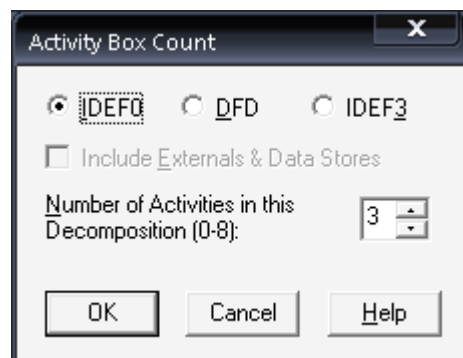 Activity Box Count
IDEF0 DFD IDEF3
Include Externals & Data Stores
Number of Activities in this
Decomposition (0-8):
3
OK Cancel Help